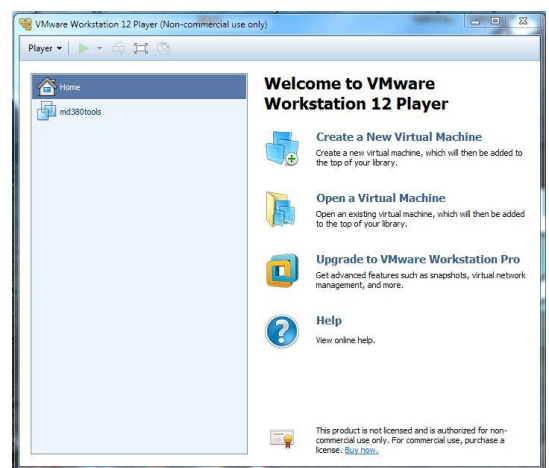 VMware Workstation 12 Player (Non-commercial use only)
Player
Home
md380tools
Welcome to VMware
Workstation 12 Player
Create a New Virtual Machine
Create a new virtual machine, which will then be added to
the top of your library.
Open a Virtual Machine
Open an existing virtual machine, which will then be added
to the top of your library.
Upgrade to VMware Workstation Pro
Get advanced features such as snapshots, virtual network
management, and more.
Help
View online help.
This product is not licensed and is authorized for non-
commercial use only. For commercial use, purchase a
license. Buy now.